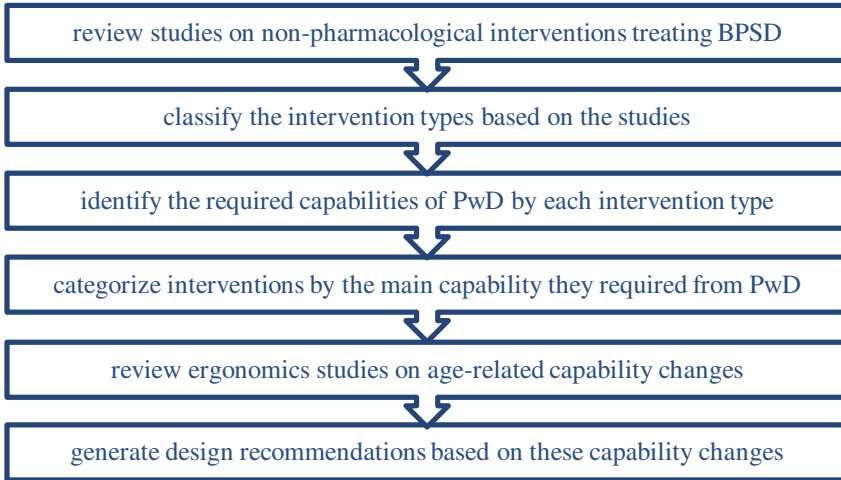 review studies on non-pharmacological interventions treating BPSD
classify the intervention types based on the studies
identify the required capabilities of PwD by each intervention type
categorize interventions by the main capability they required from PwD
review ergonomics studies on age-related capability changes
generate design recommendations based on these capability changes